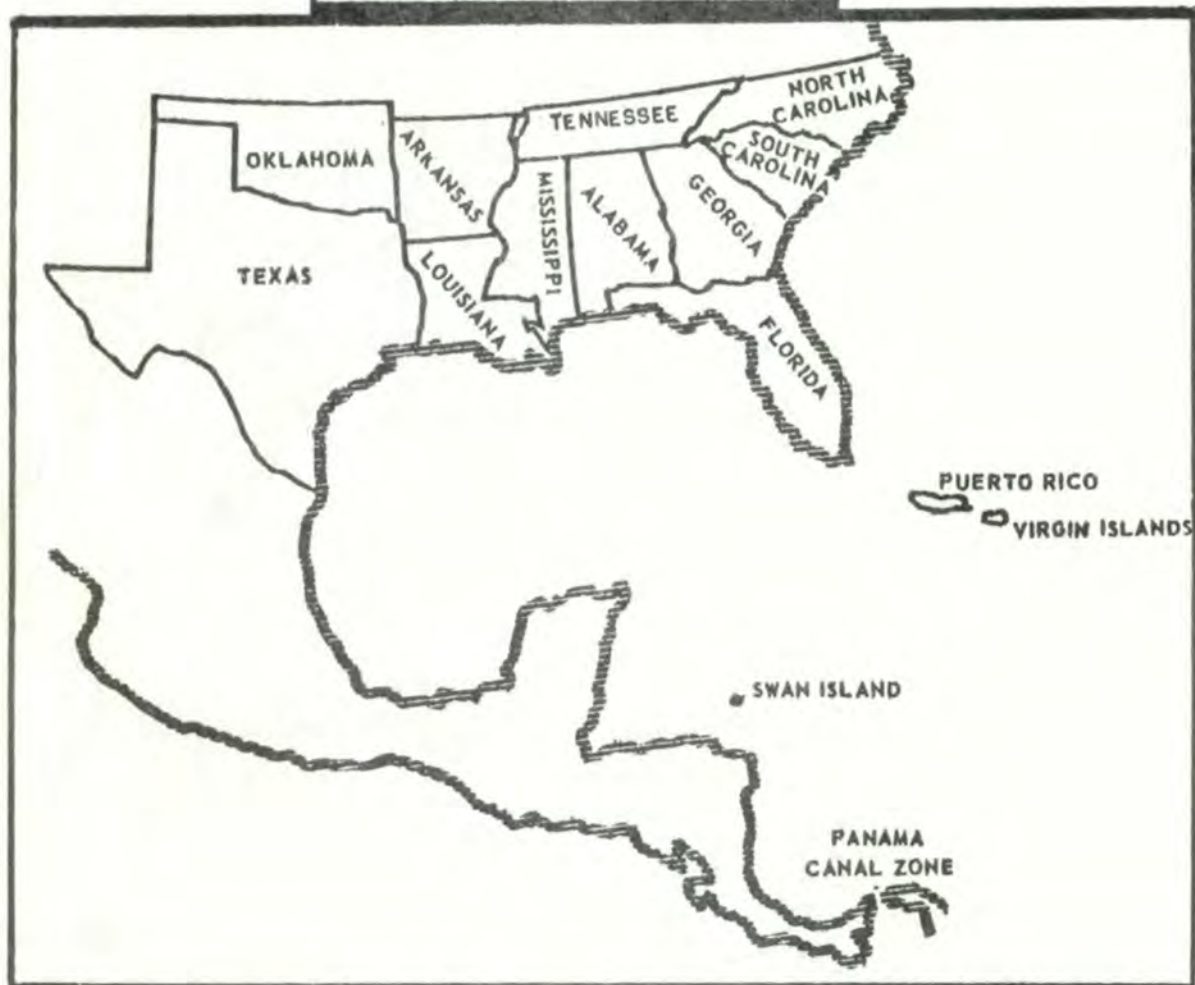 NORTH
CAROLINA
TENNESSEE
SOUTH
CAROLINA
OKLAHOMA
ARKANSAS
MISSISSIPPI
ALABAMA
GEORGIA
TEXAS
LOUISIANA
FLORIDA
PUERTO RICO
VIRGIN ISLANDS
SWAN ISLAND
PANAMA
CANAL ZONE